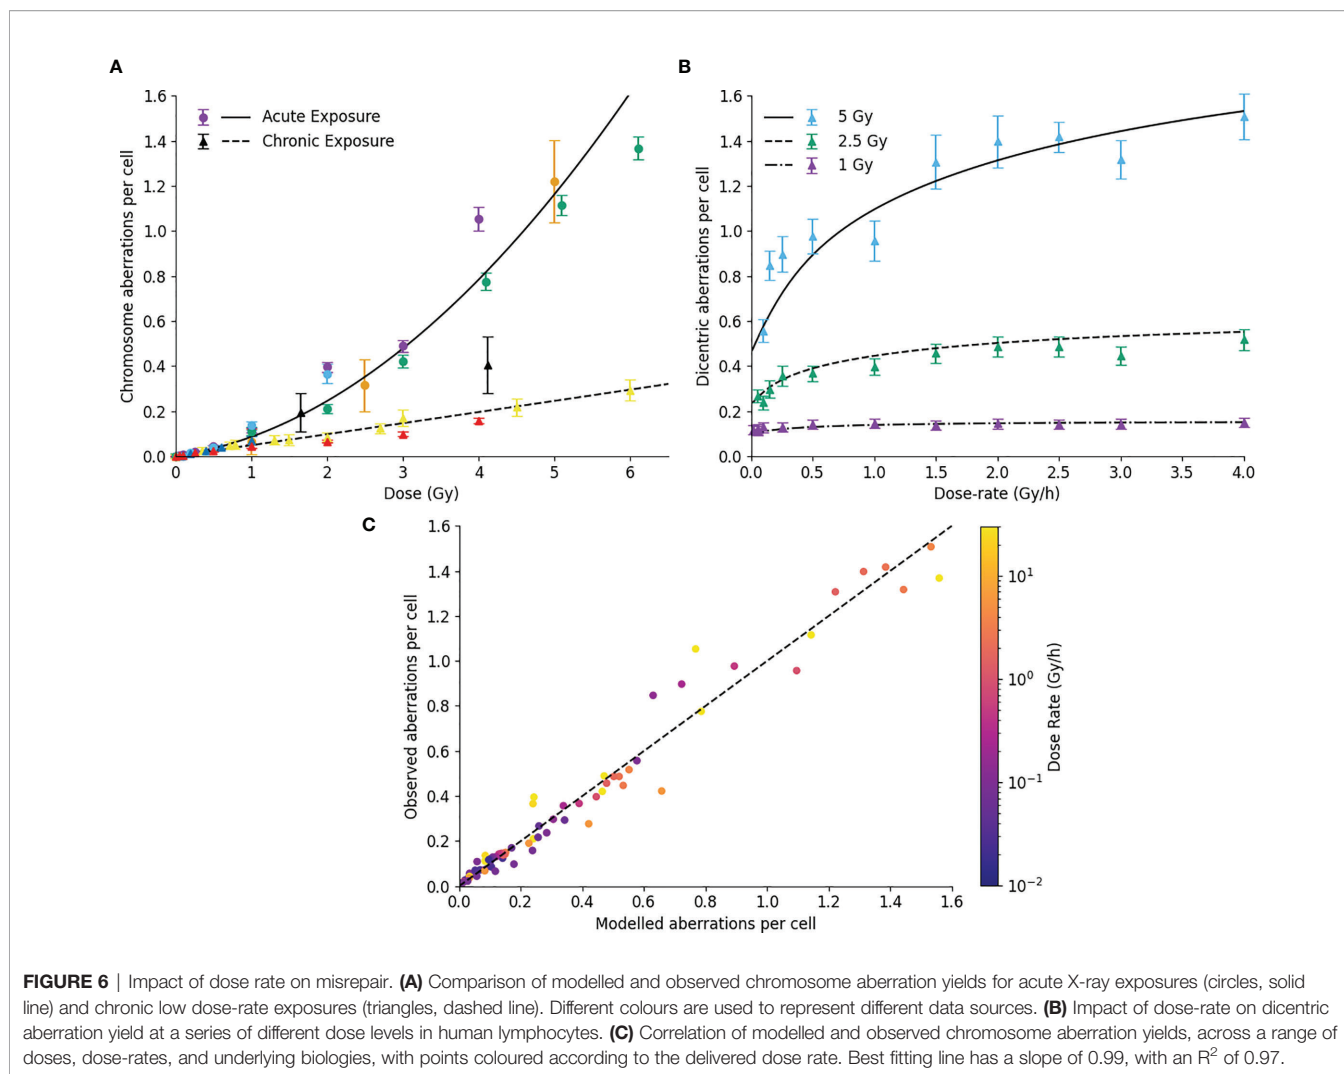 A
B
1.6
1.4
1.2
1.0
0.8
0.6
0.4
0.2
0.0
Chromosome aberrations per cell
Acute Exposure
Chronic Exposure
0 1 2 3 4 5 6
Dose (Gy)
1.6
1.4
1.2
1.0
0.8
0.6
0.4
0.2
0.0
Dicentric aberrations per cell
5 Gy
2.5 Gy
1 Gy
0.0 0.5 1.0 1.5 2.0 2.5 3.0 3.5 4.0
Dose-rate (Gy/h)
C
1.6
1.4
1.2
1.0
0.8
0.6
0.4
0.2
0.0
Observed aberrations per cell
0.0 0.2 0.4 0.6 0.8 1.0 1.2 1.4 1.6
Modelled aberrations per cell
10¹
10⁰
10⁻¹
10⁻²
Dose Rate (Gy/h)
FIGURE 6 | Impact of dose rate on misrepair. (A) Comparison of modelled and observed chromosome aberration yields for acute X-ray exposures (circles, solid
line) and chronic low dose-rate exposures (triangles, dashed line). Different colours are used to represent different data sources. (B) Impact of dose-rate on dicentric
aberration yield at a series of different dose levels in human lymphocytes. (C) Correlation of modelled and observed chromosome aberration yields, across a range of
doses, dose-rates, and underlying biologies, with points coloured according to the delivered dose rate. Best fitting line has a slope of 0.99, with an R² of 0.97.